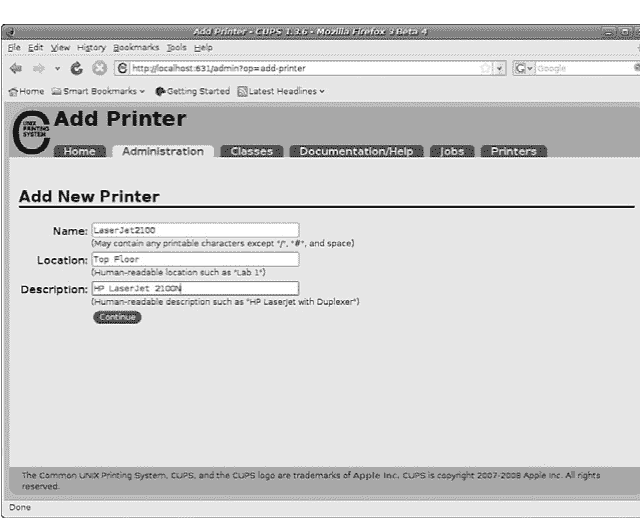 Add Printer - CUPS 1.3.6 - Mozilla Firefox 3 Beta 4
File Edit View History Bookmarks Tools Help
http://localhost:631/admin?op=add-printer
Google
Home Smart Bookmarks Getting Started Latest Headlines
UNIX
PRINTING
SYSTEM
Add Printer
Home Administration Classes Documentation/Help Jobs Printers
Add New Printer
Name: LaserJet2100
(May contain any printable characters except "/", "#", and space)
Location: Top Floor
(Human-readable location such as "Lab 1")
Description: HP LaserJet 2100N
(Human-readable description such as "HP LaserJet with Duplexer")
Continue
The Common UNIX Printing System, CUPS, and the CUPS logo are trademarks of Apple Inc. CUPS is copyright 2007-2008 Apple Inc. All rights
reserved.
Done